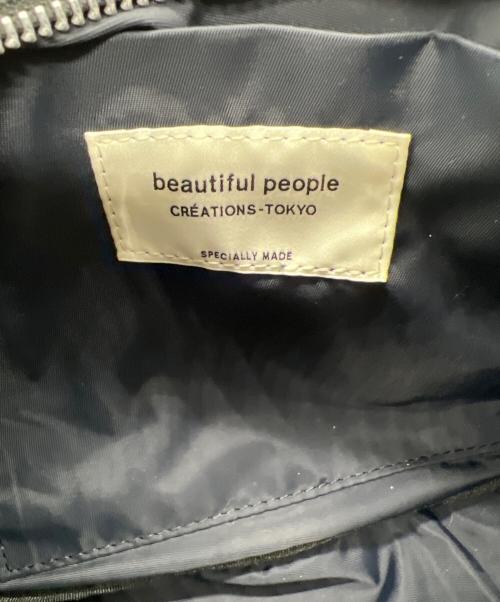 beautiful people
CRÉATIONS-TOKYO
SPECIALLY MADE